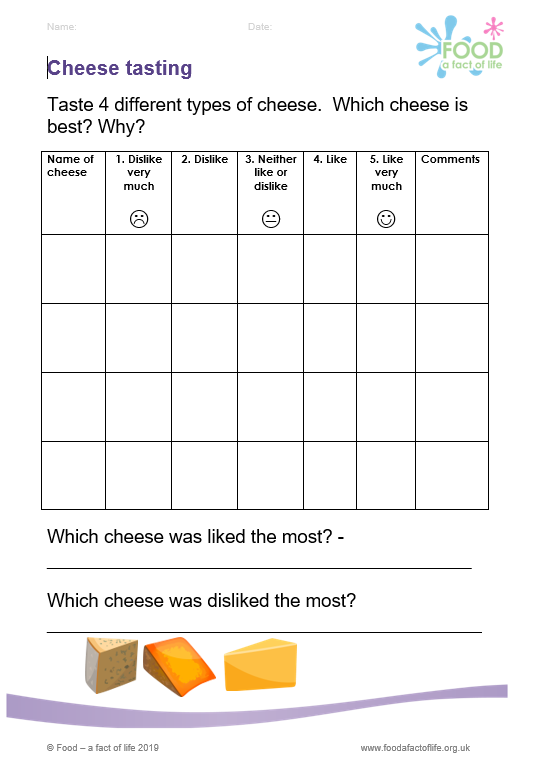 Name: Date:
FOOD
a fact of life
Cheese tasting
Taste 4 different types of cheese. Which cheese is
best? Why?
Name of cheese 1. Dislike very much 2. Dislike 3. Neither like or dislike 4. Like 5. Like very much Comments
Which cheese was liked the most? -
Which cheese was disliked the most?
© Food – a fact of life 2019 www.foodafactoflife.org.uk